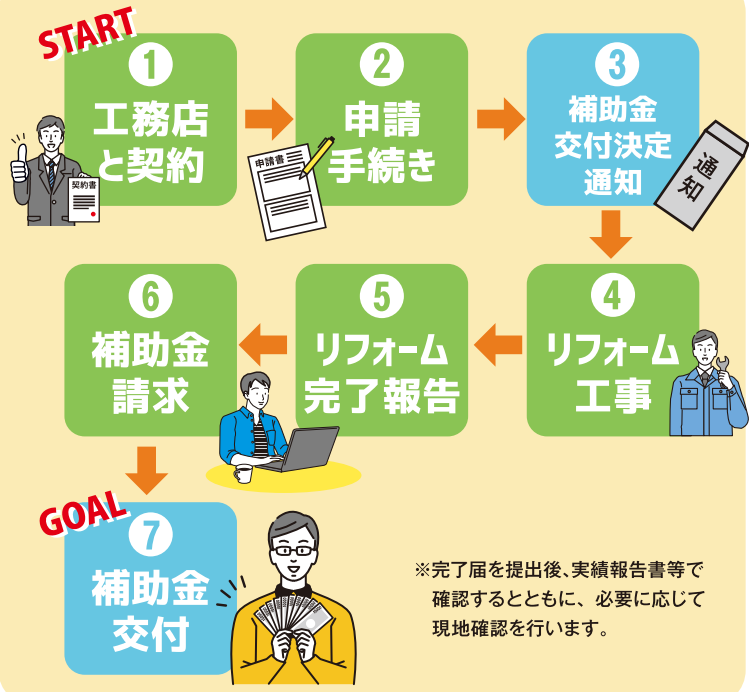 START
1
工務店
と契約
契約書
2
申請
手続き
申請書
3
補助金
交付決定
通知
通知
4
リフォーム
工事
5
リフォーム
完了報告
6
補助金
請求
GOAL
7
補助金
交付
※完了届を提出後、実績報告書等で
確認するとともに、必要に応じて
現地確認を行います。